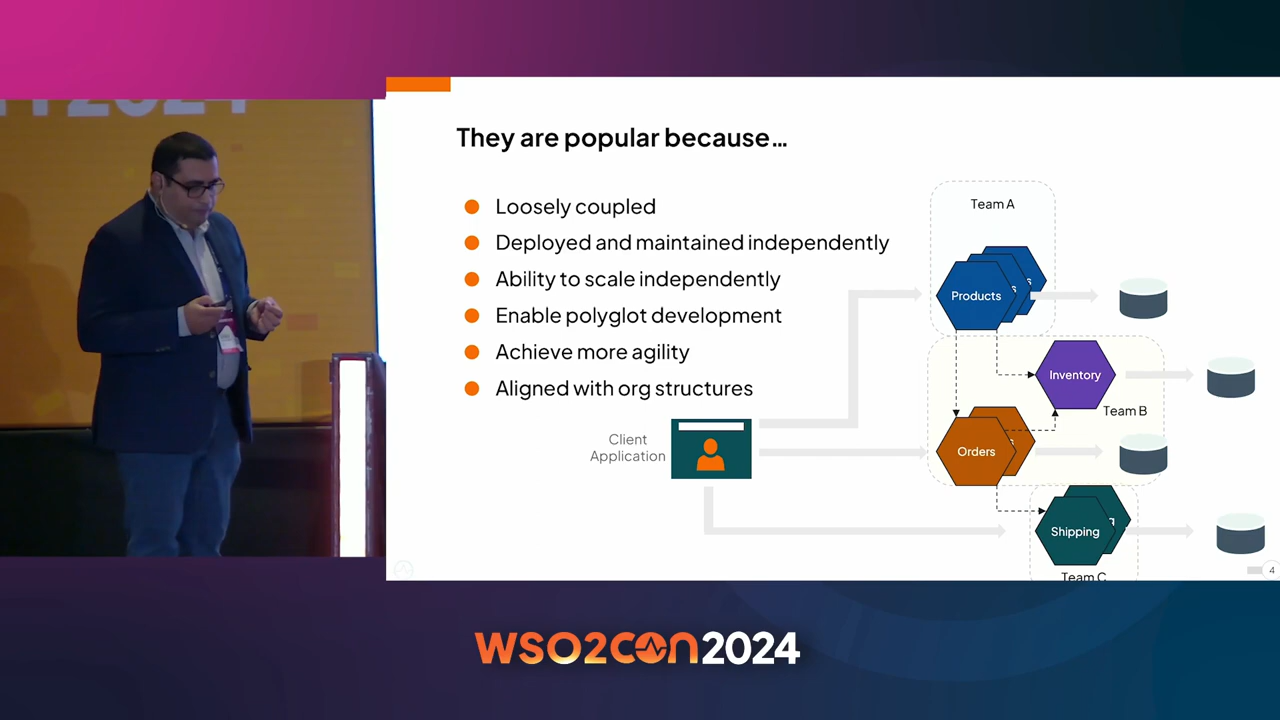 2024
They are popular because...
Loosely coupled
Deployed and maintained independently
Ability to scale independently
Enable polyglot development
Achieve more agility
Aligned with org structures
Client
Application
Team A
Products
Inventory
Team B
Orders
Shipping
Team C
4
WSO2CON2024